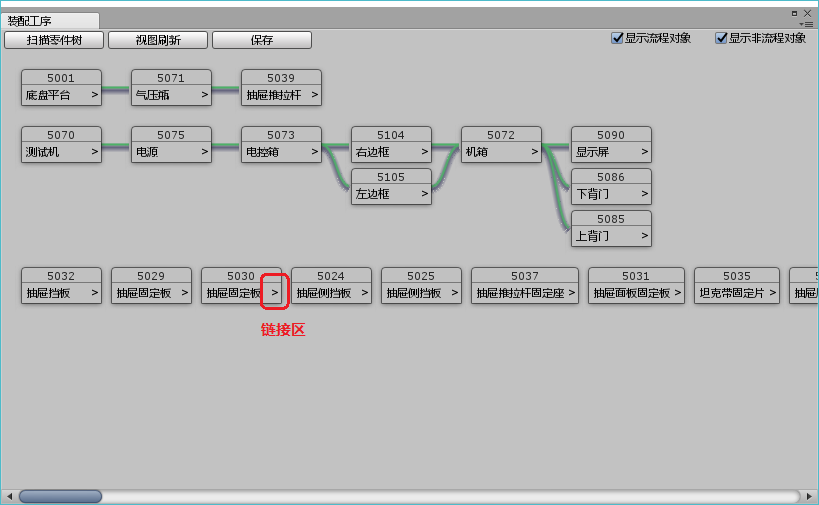 装配工序
扫描零件树 视图刷新 保存 显示流程对象 显示非流程对象
5001 5071 5039
底盘平台 > 气压瓶 > 抽屉推拉杆 >
5070 5075 5073 5104 5072 5090
测试机 > 电源 > 电控箱 > 右边框 > 机箱 > 显示屏 >
5105 5086
左边框 > 下背门 >
5085
上背门 >
5032 5029 5030 5024 5025 5037 5031 5035
抽屉挡板 > 抽屉固定板 > 抽屉固定板 > 抽屉侧挡板 > 抽屉侧挡板 > 抽屉推拉杆固定座 > 抽屉面板固定板 > 坦克带固定片 > 抽屉
链接区